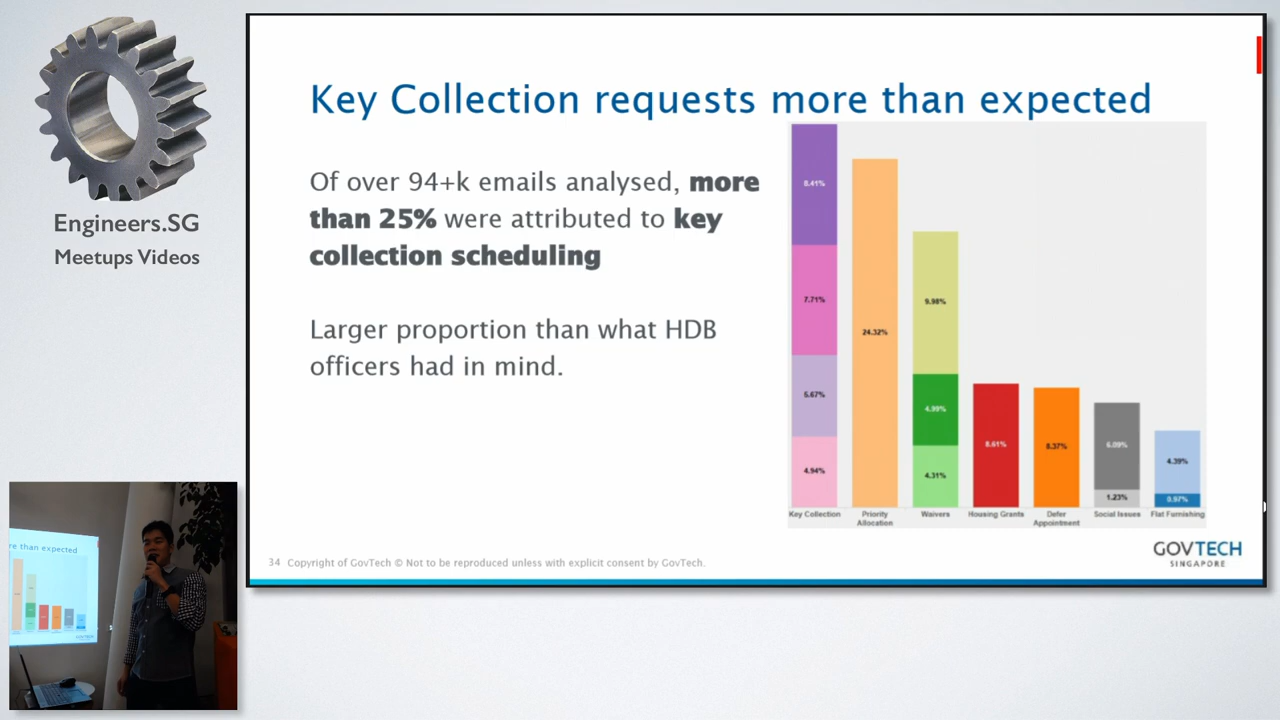 Engineers.SG
Meetups Videos
Key Collection requests more than expected
Of over 94+k emails analysed, more
than 25% were attributed to key
collection scheduling
Larger proportion than what HDB
officers had in mind.
8.41%
7.71%
5.67%
4.94%
24.32%
9.98%
4.99%
4.31%
8.61%
8.37%
6.09%
1.23%
4.39%
0.97%
Key Collection
Priority
Allocation
Waivers
Housing Grants
Defer
Appointment
Social Issues
Flat Furnishing
34 Copyright of GovTech © Not to be reproduced unless with explicit consent by GovTech.
GOVTECH
SINGAPORE
re than expected
GOVTECH